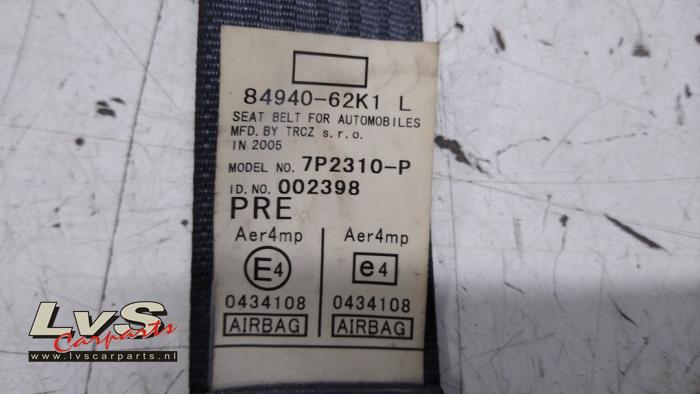 84940-62K1 L
SEAT BELT FOR AUTOMOBILES
MFD. BY TRCZ s.r.o.
IN 2005
MODEL NO. 7P2310-P
ID.NO. 002398
PRE
Aer4mp Aer4mp
E4 e4
0434108 0434108
AIRBAG AIRBAG
LvS
Carparts
www.lvscarparts.nl